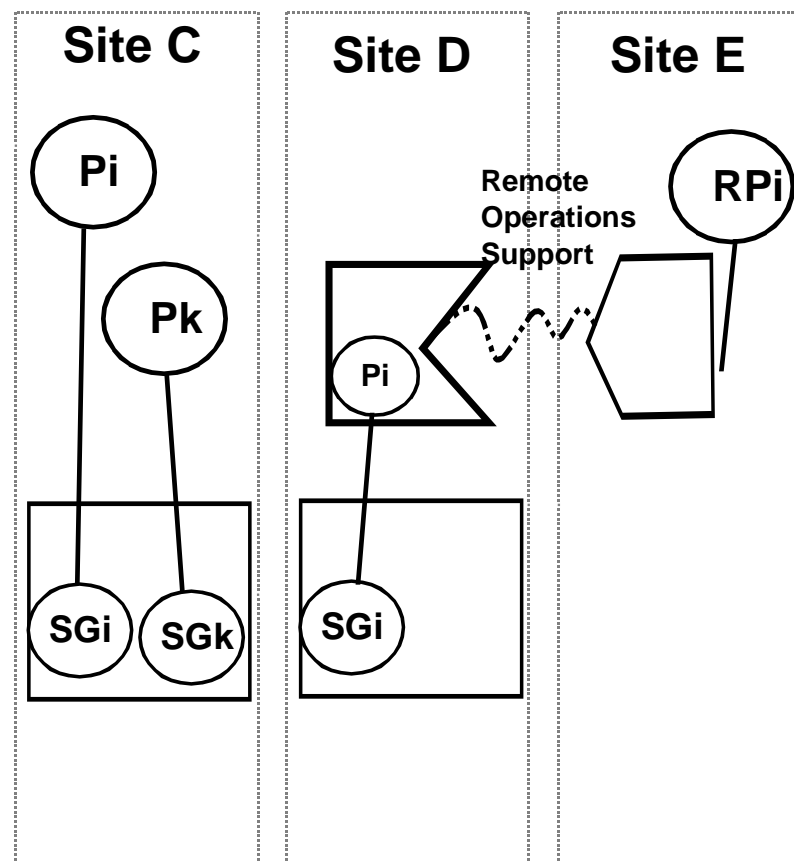 Site C
Site D
Site E
Pi
Pk
SGi
SGk
Remote
Operations
Support
Pi
SGi
RPi